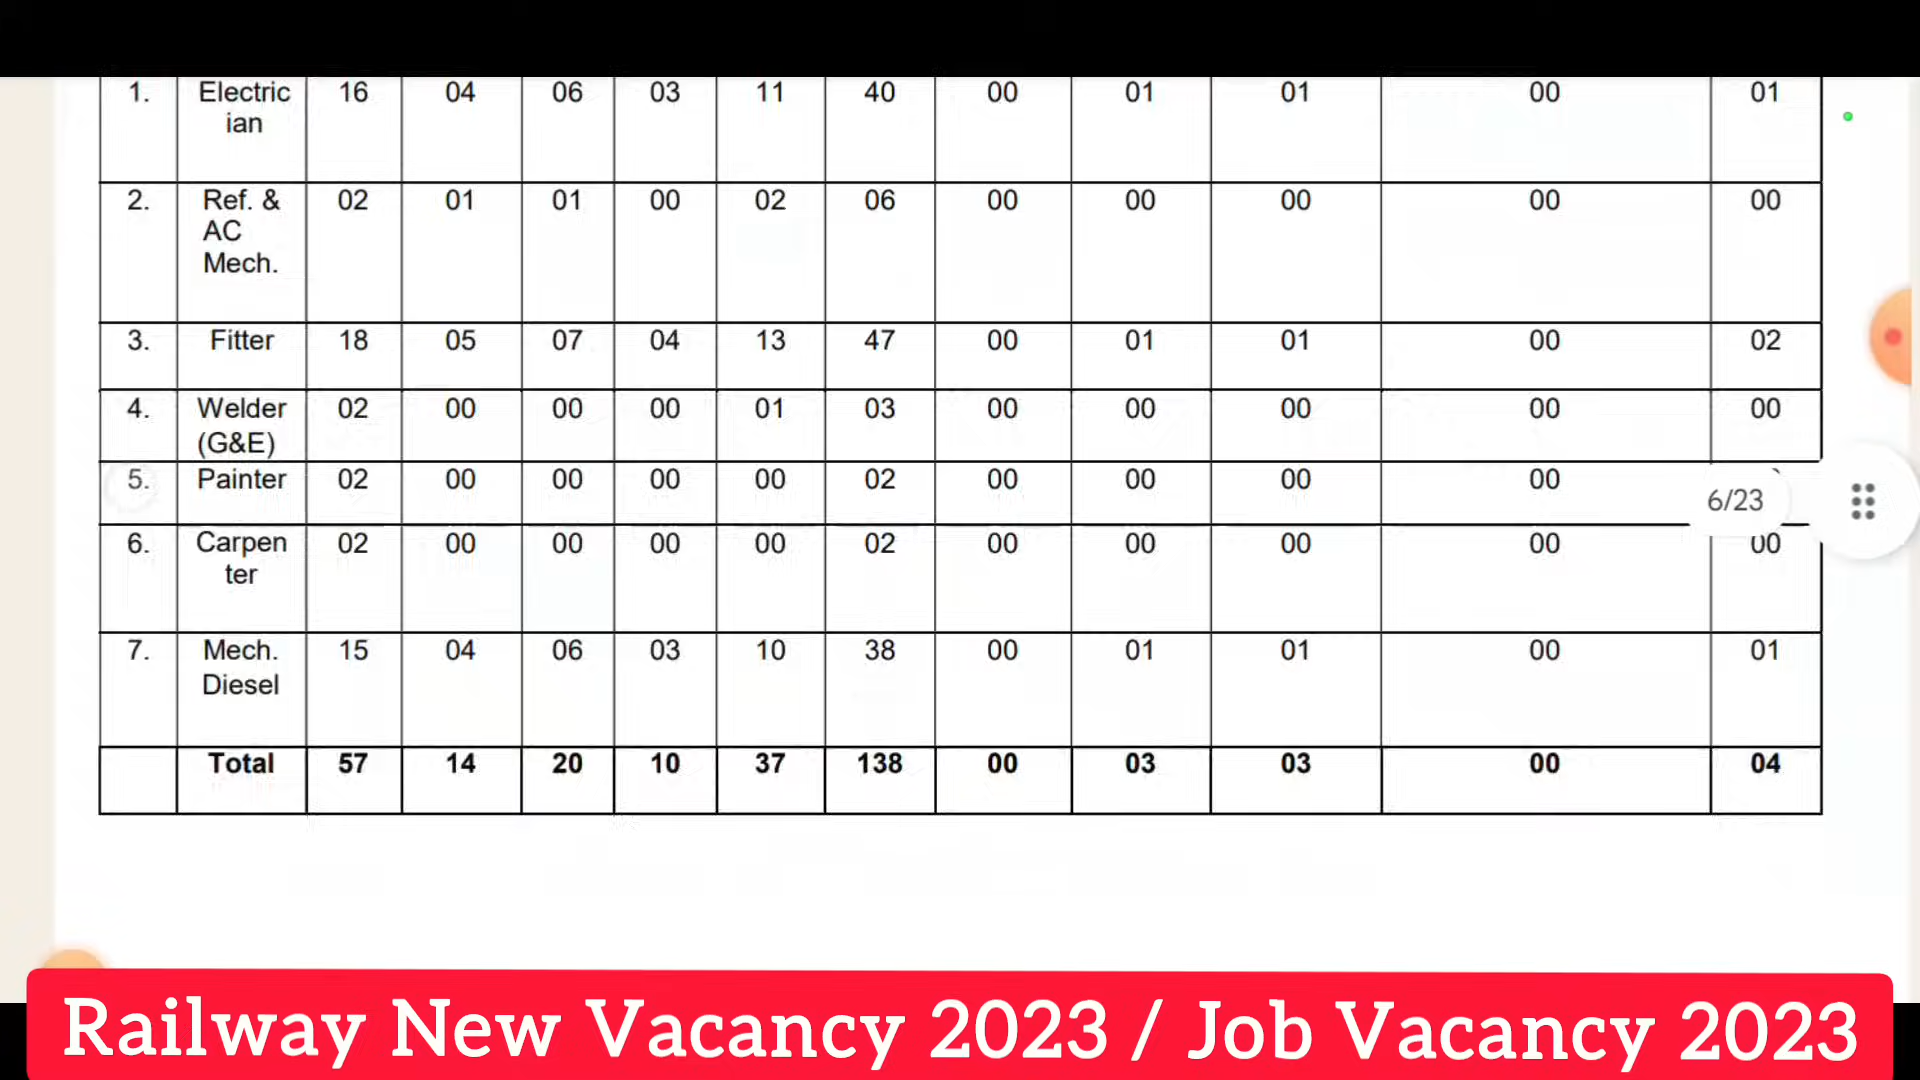 1. Electric 16 04 06 03 11 40 00 01 01 00 01
ian
2. Ref. & 02 01 01 00 02 06 00 00 00 00 00
AC
Mech.
3. Fitter 18 05 07 04 13 47 00 01 01 00 02
4. Welder 02 00 00 00 01 03 00 00 00 00 00
(G&E)
5. Painter 02 00 00 00 00 02 00 00 00 00
6/23
6. Carpen 02 00 00 00 00 02 00 00 00 00 00
ter
7. Mech. 15 04 06 03 10 38 00 01 01 00 01
Diesel
Total 57 14 20 10 37 138 00 03 03 00 04
Railway New Vacancy 2023 / Job Vacancy 2023